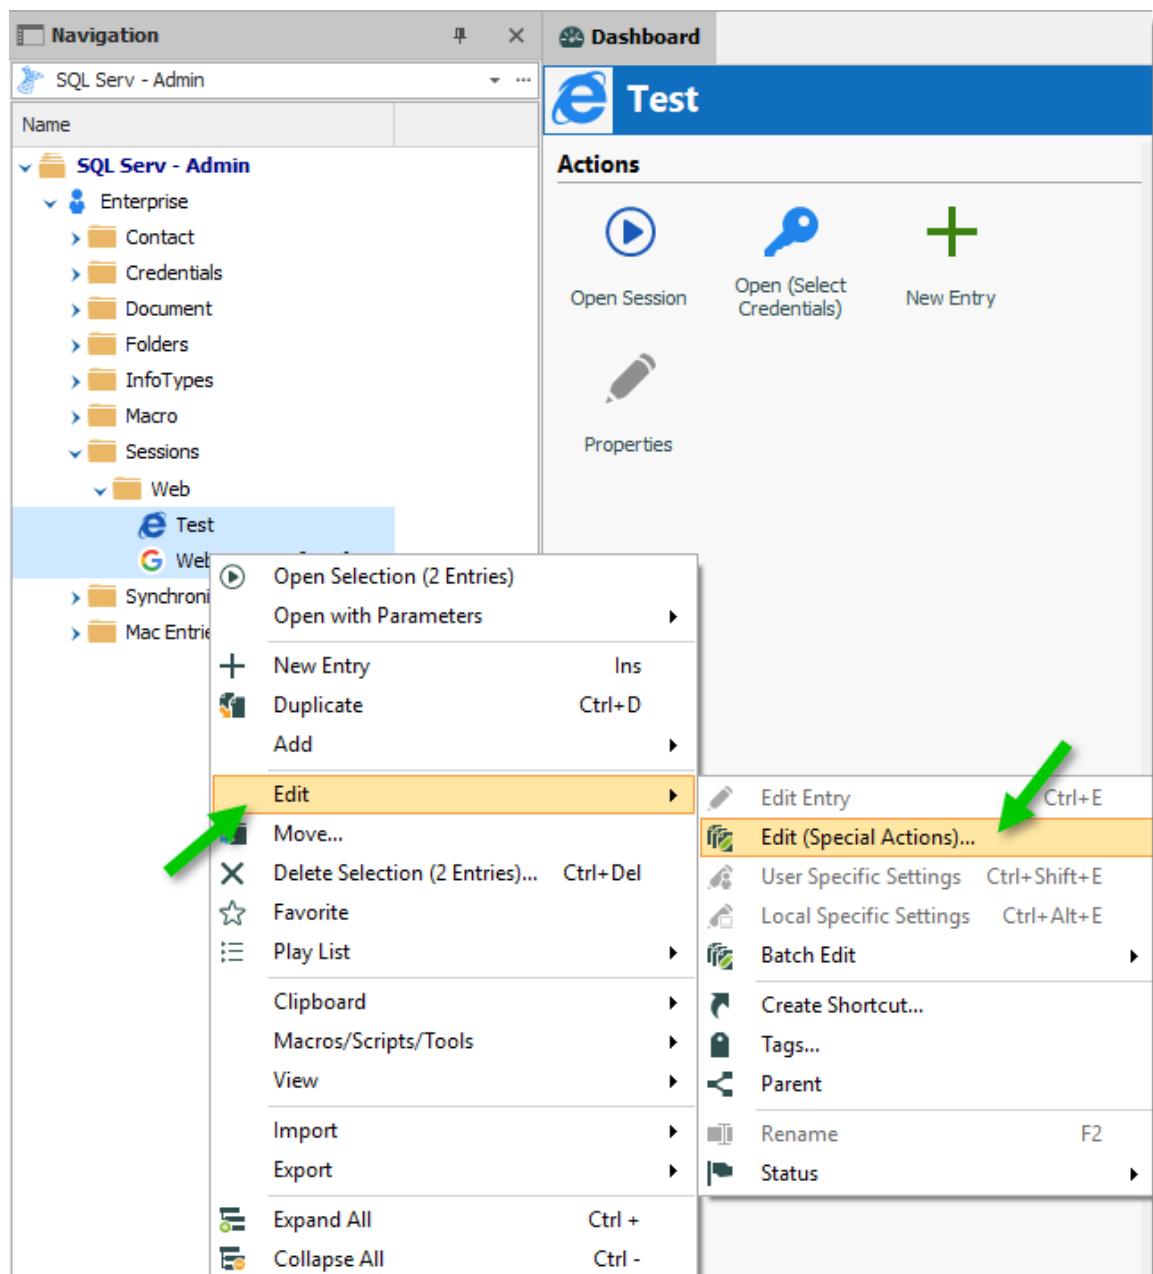 Navigation
SQL Serv - Admin
Name
SQL Serv - Admin
Enterprise
Contact
Credentials
Document
Folders
InfoTypes
Macro
Sessions
Web
Test
Synchroni
Mac Entrie
Dashboard
Test
Actions
Open Session
Open (Select
Credentials)
New Entry
Properties
Open Selection (2 Entries)
Open with Parameters
New Entry Ins
Duplicate Ctrl+D
Add
Edit
Move...
Delete Selection (2 Entries)... Ctrl+Del
Favorite
Play List
Clipboard
Macros/Scripts/Tools
View
Import
Export
Expand All Ctrl +
Collapse All Ctrl -
Edit Entry Ctrl+E
Edit (Special Actions)...
User Specific Settings Ctrl+Shift+E
Local Specific Settings Ctrl+Alt+E
Batch Edit
Create Shortcut...
Tags...
Parent
Rename F2
Status